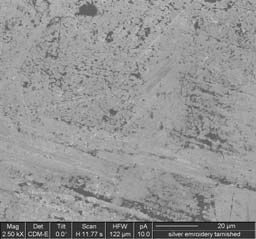 Mag Det Tilt Scan HFW pA 20 µm
2.50 kX CDM-E 0.0° H 11.77 s 122 µm 10.0 silver emroidery tarnished